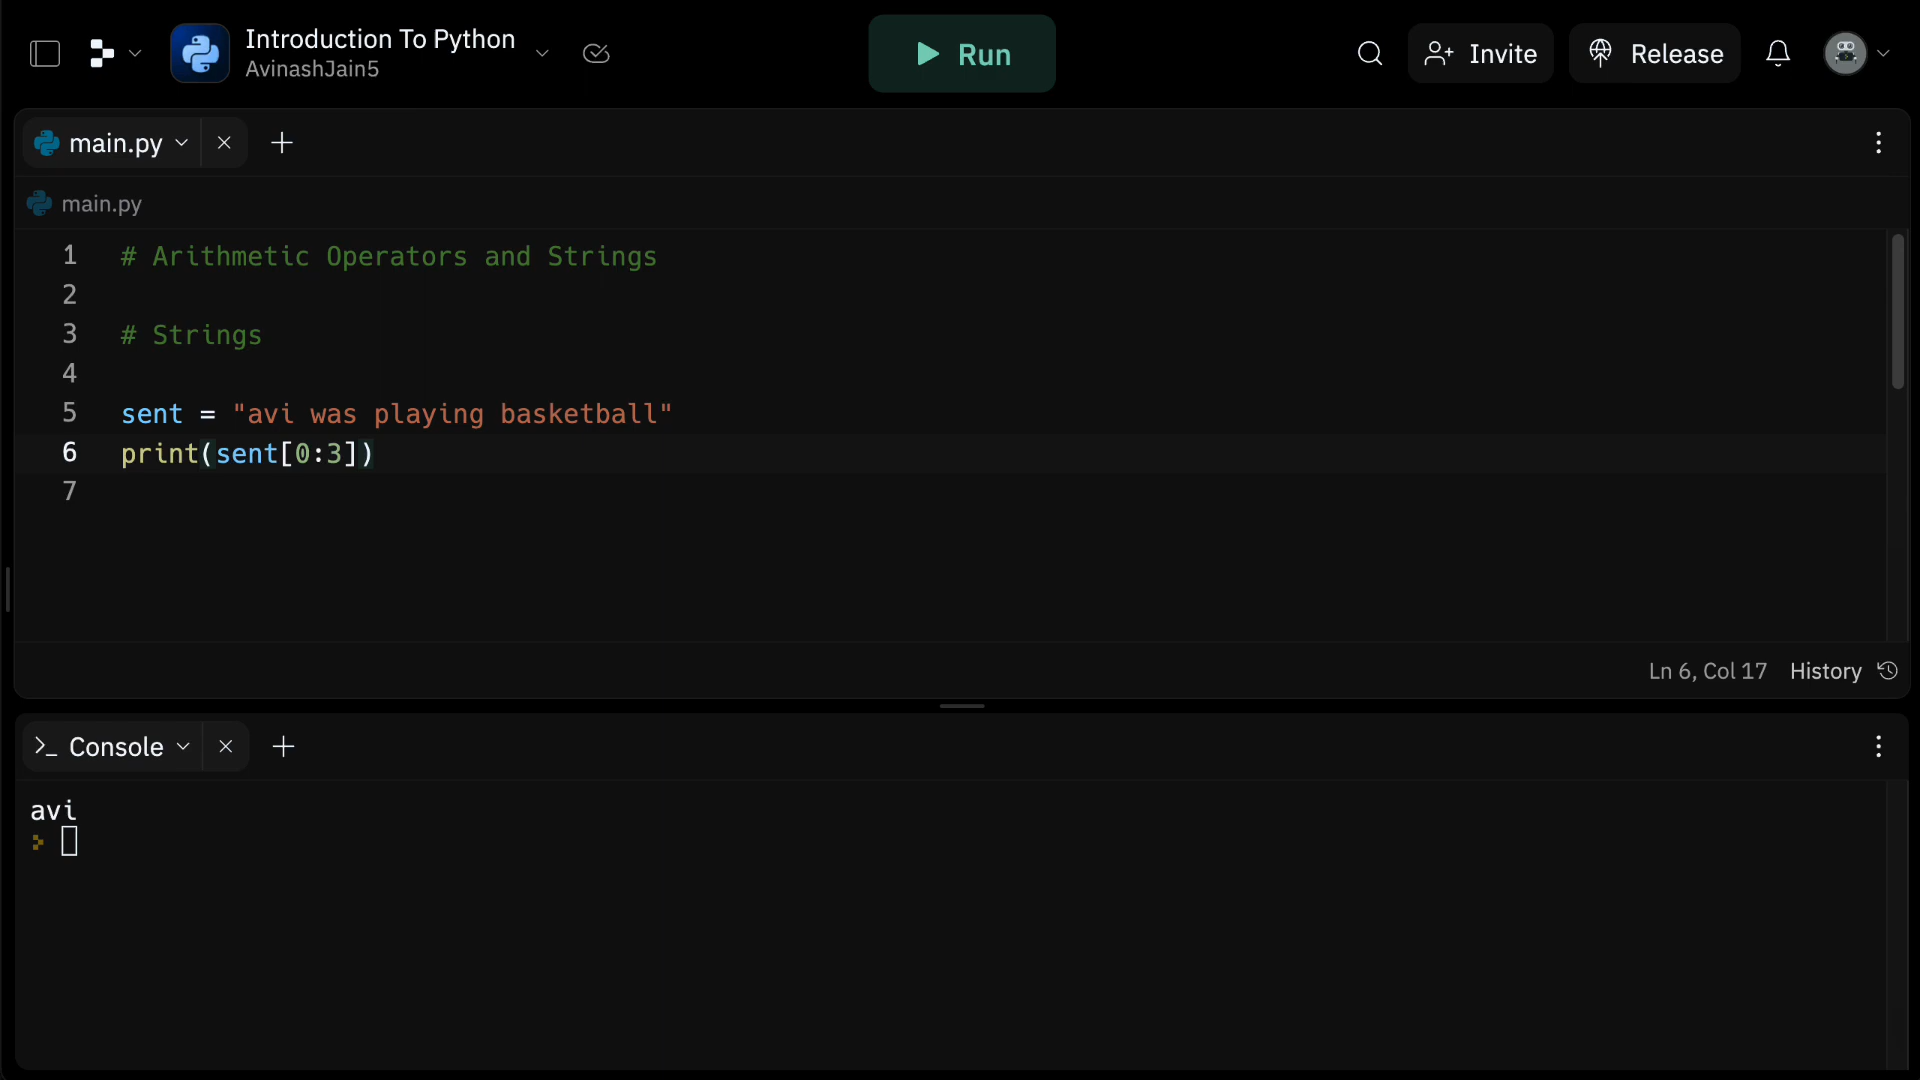 Introduction To Python
AvinashJain5
Run
Invite
Release
main.py
main.py
1 # Arithmetic Operators and Strings
2
3 # Strings
4
5 sent = "avi was playing basketball"
6 print(sent[0:3])
7
Ln 6, Col 17 History
>_ Console
avi